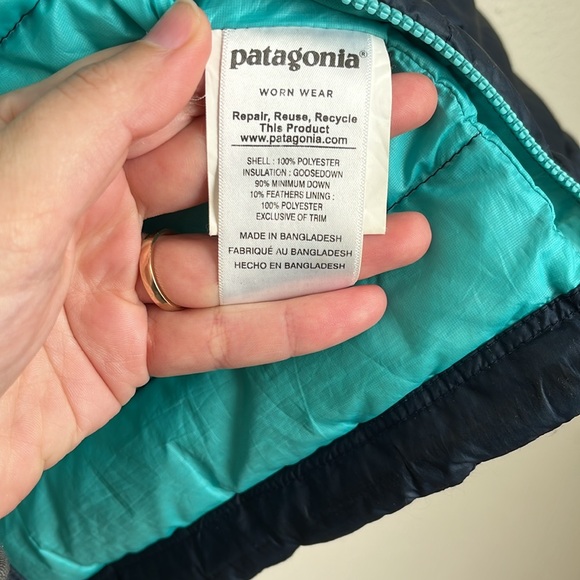 patagonia®
WORN WEAR
Repair, Reuse, Recycle
This Product
www.patagonia.com
SHELL : 100% POLYESTER
INSULATION : GOOSEDOWN
90% MINIMUM DOWN
10% FEATHERS LINING :
100% POLYESTER
EXCLUSIVE OF TRIM
MADE IN BANGLADESH
FABRIQUÉ AU BANGLADESH
HECHO EN BANGLADESH